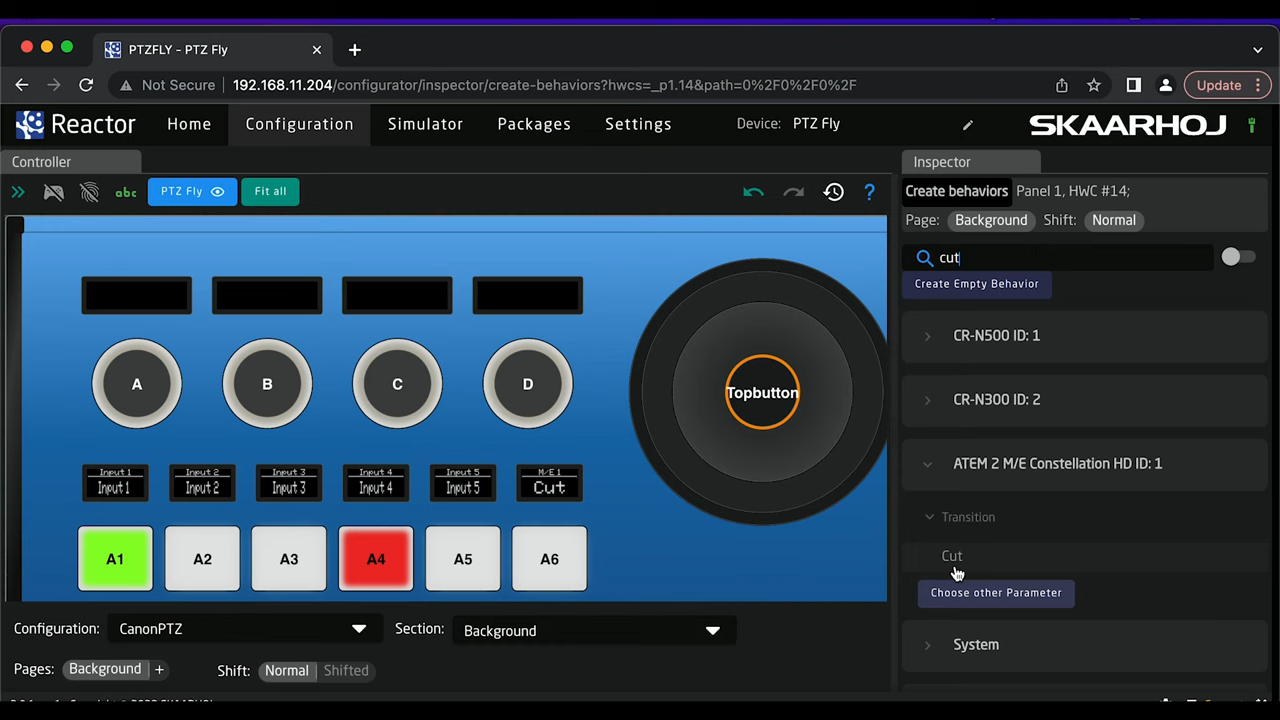 PTZFLY - PTZ Fly
Not Secure 192.168.11.204/configurator/inspector/create-behaviors?hwcs=_p1.14&path=0%2F0%2F0%2F
Update
Reactor Home Configuration Simulator Packages Settings Device: PTZ Fly SKAARHOJ
Controller
abc PTZ Fly Fit all ?
A B C D
Topbutton
Input 1 Input 2 Input 3 Input 4 Input 5 M/E 1
Input 1 Input 2 Input 3 Input 4 Input 5 Cut
A1 A2 A3 A4 A5 A6
Configuration: CanonPTZ Section: Background
Pages: Background + Shift: Normal Shifted
Inspector
Create behaviors Panel 1, HWC #14;
Page: Background Shift: Normal
cut
Create Empty Behavior
CR-N500 ID: 1
CR-N300 ID: 2
ATEM 2 M/E Constellation HD ID: 1
Transition
Cut
Choose other Parameter
System